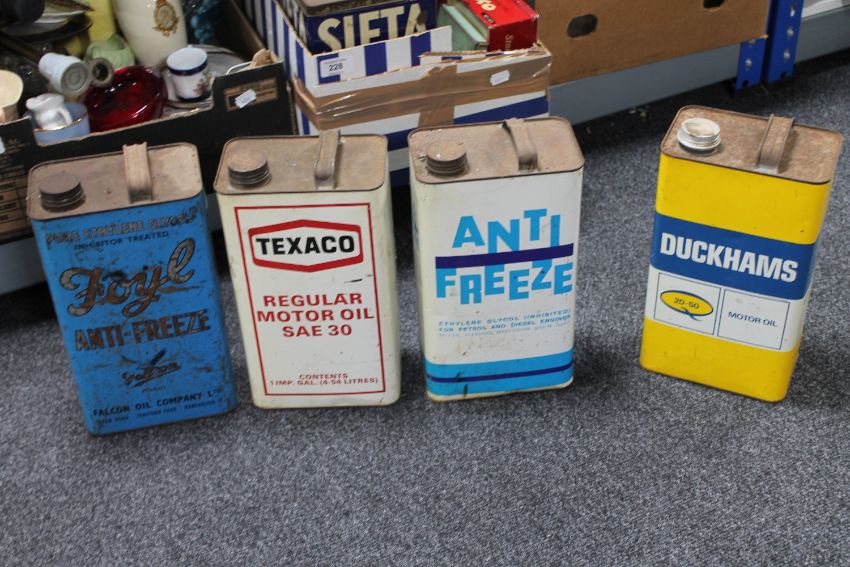 SIETA
228
PURE ETHYLENE GLYCOL
INHIBITOR TREATED
Foyl
ANTI-FREEZE
FALCON OIL COMPANY LTD
TEXACO
REGULAR
MOTOR OIL
SAE 30
CONTENTS
1 IMP. GAL. (4·54 LITRES)
ANTI
FREEZE
ETHYLENE GLYCOL (INHIBITED)
FOR PETROL AND DIESEL ENGINES
DUCKHAMS
20-50
MOTOR OIL